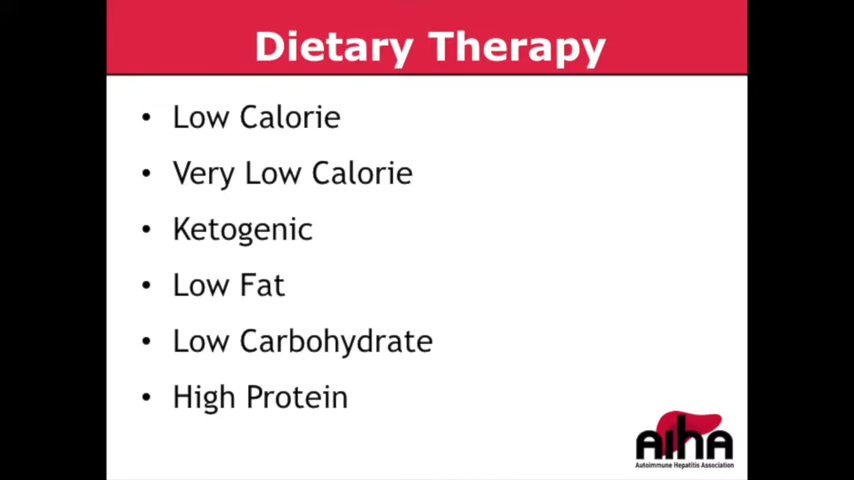 Dietary Therapy
• Low Calorie
• Very Low Calorie
• Ketogenic
• Low Fat
• Low Carbohydrate
• High Protein
AIHA
Autoimmune Hepatitis Association